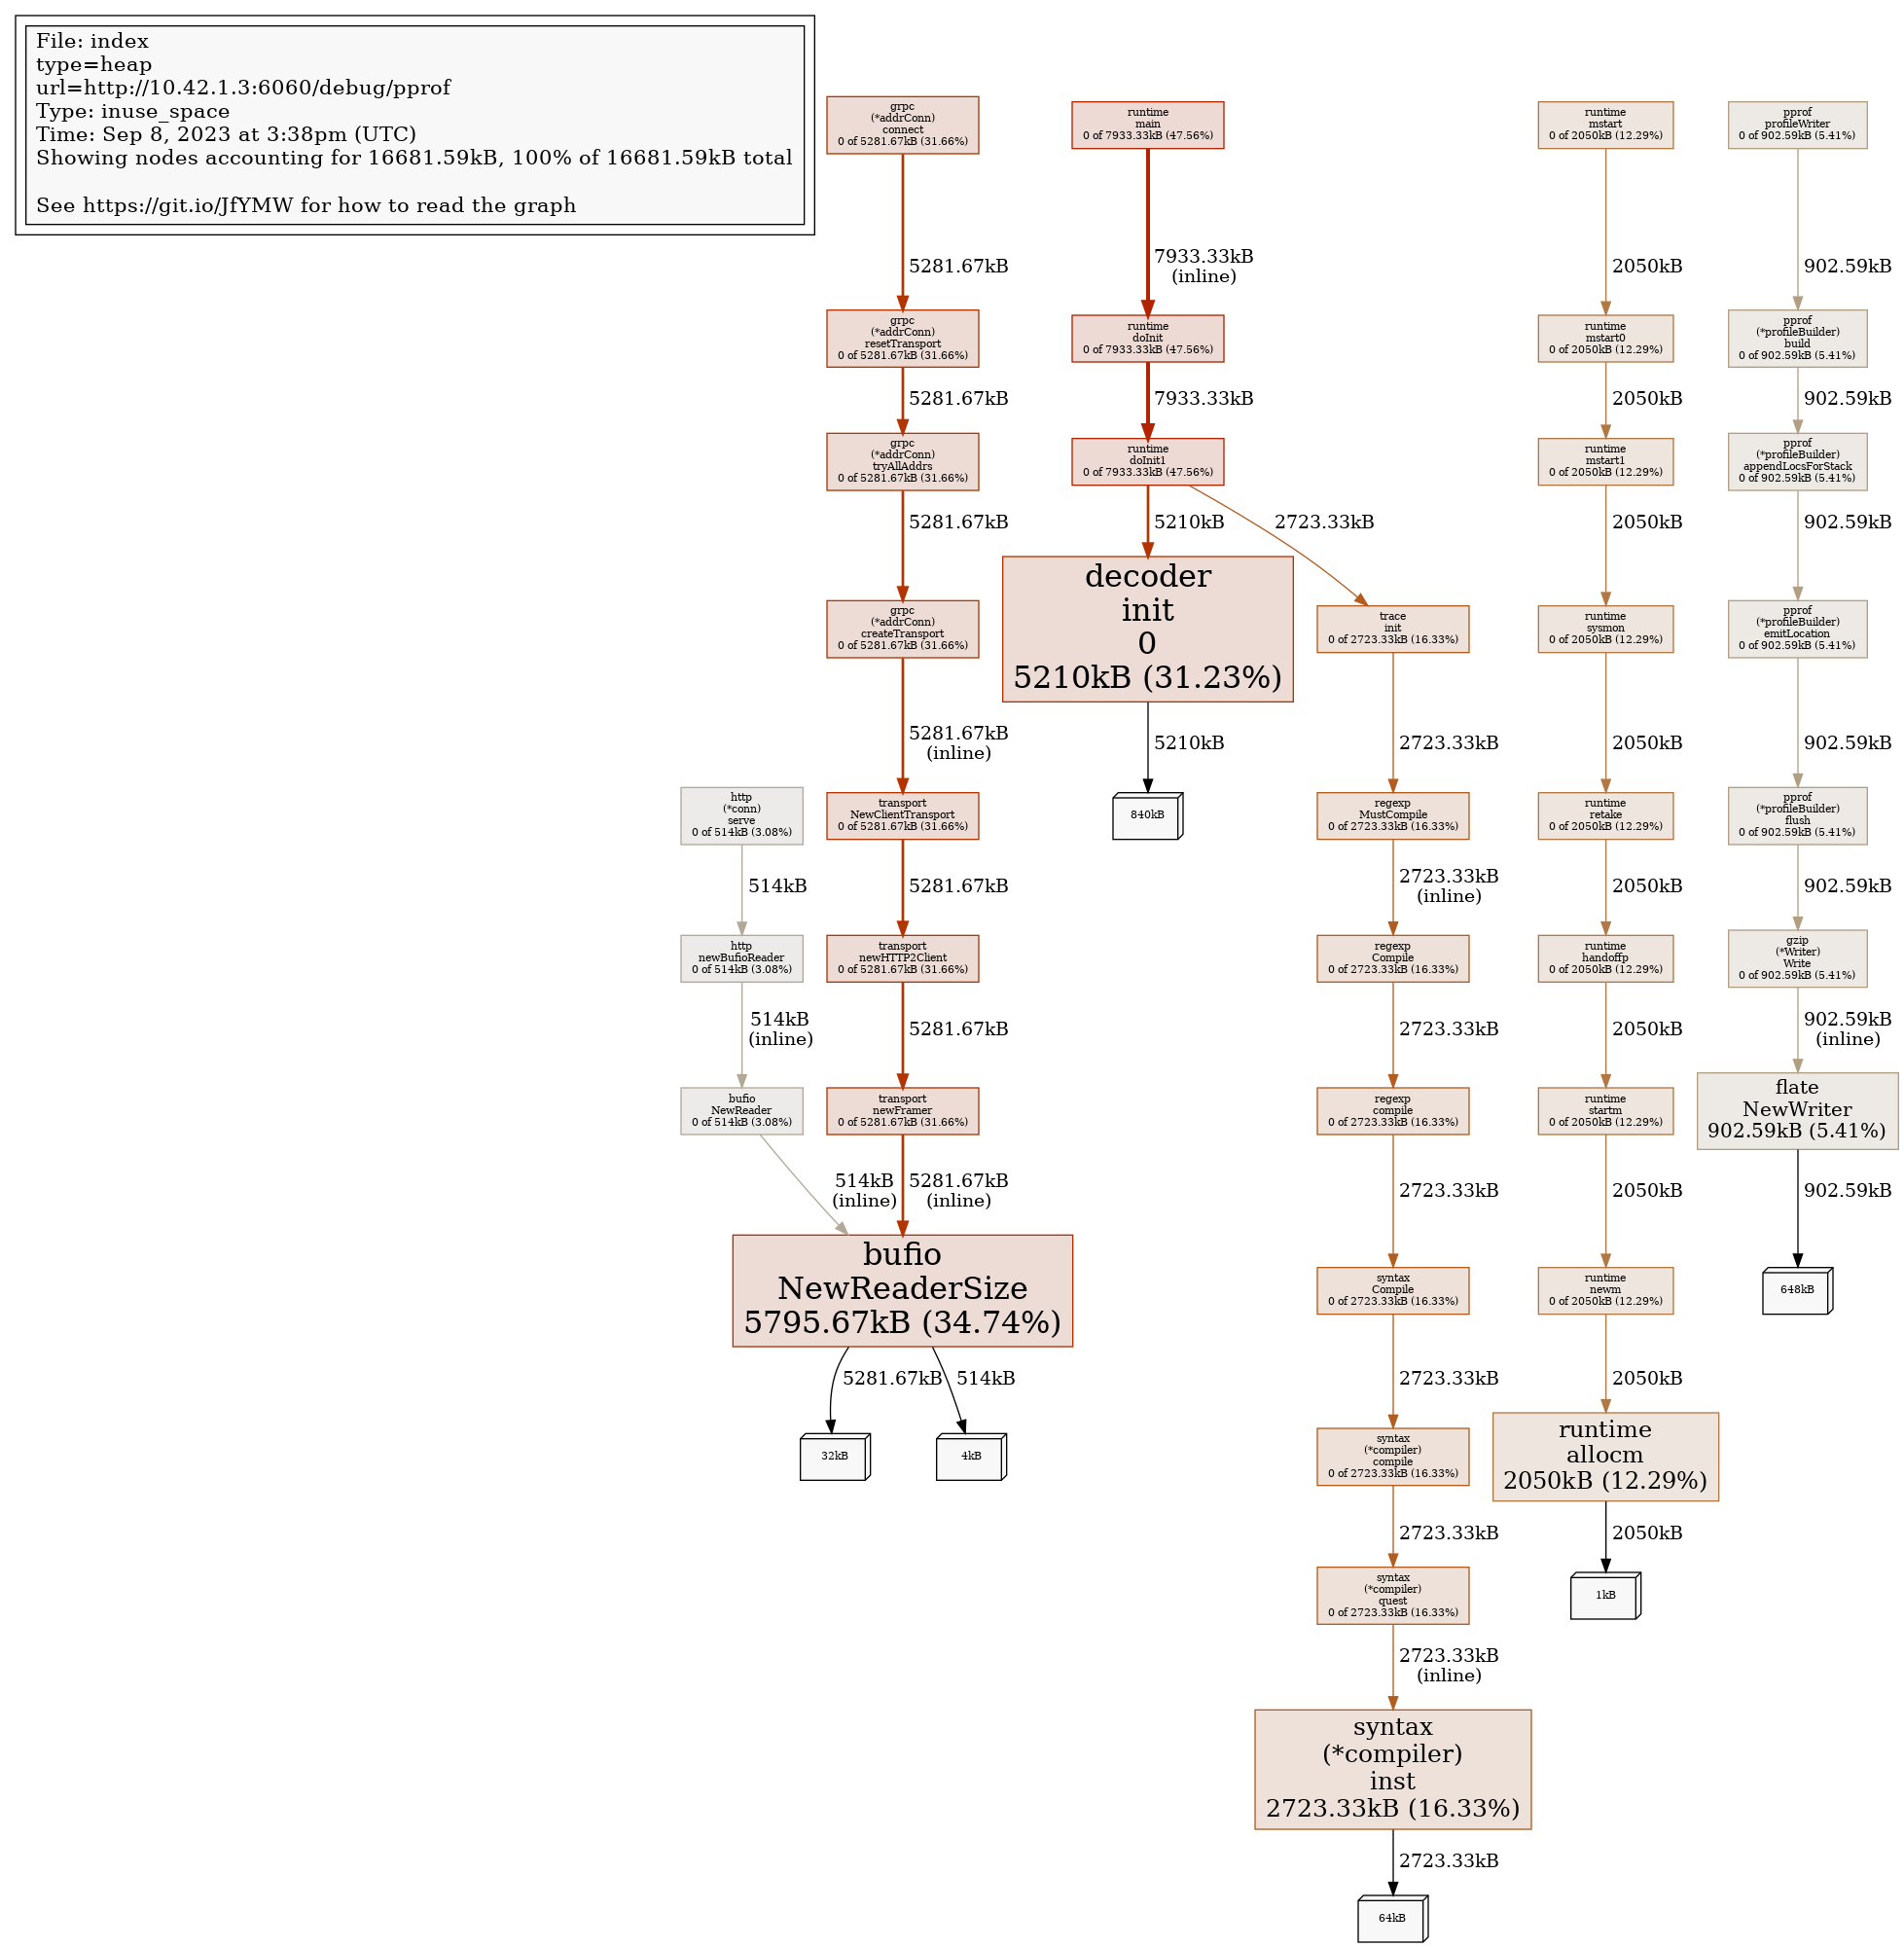 File: index
type=heap
url=http://10.42.1.3:6060/debug/pprof
Type: inuse_space
Time: Sep 8, 2023 at 3:38pm (UTC)
Showing nodes accounting for 16681.59kB, 100% of 16681.59kB total
See https://git.io/JfYMW for how to read the graph
grpc
(*addrConn)
connect
0 of 5281.67kB (31.66%)
5281.67kB
grpc
(*addrConn)
resetTransport
0 of 5281.67kB (31.66%)
5281.67kB
grpc
(*addrConn)
tryAllAddrs
0 of 5281.67kB (31.66%)
5281.67kB
grpc
(*addrConn)
createTransport
0 of 5281.67kB (31.66%)
5281.67kB
(inline)
transport
NewClientTransport
0 of 5281.67kB (31.66%)
5281.67kB
transport
newHTTP2Client
0 of 5281.67kB (31.66%)
5281.67kB
transport
newFramer
0 of 5281.67kB (31.66%)
5281.67kB
(inline)
http
(*conn)
serve
0 of 514kB (3.08%)
514kB
http
newBufioReader
0 of 514kB (3.08%)
514kB
(inline)
bufio
NewReader
0 of 514kB (3.08%)
514kB
(inline)
bufio
NewReaderSize
5795.67kB (34.74%)
5281.67kB
514kB
32kB
4kB
runtime
main
0 of 7933.33kB (47.56%)
7933.33kB
(inline)
runtime
doInit
0 of 7933.33kB (47.56%)
7933.33kB
runtime
doInit1
0 of 7933.33kB (47.56%)
5210kB
2723.33kB
decoder
init
0
5210kB (31.23%)
5210kB
840kB
trace
init
0 of 2723.33kB (16.33%)
2723.33kB
regexp
MustCompile
0 of 2723.33kB (16.33%)
2723.33kB
(inline)
regexp
Compile
0 of 2723.33kB (16.33%)
2723.33kB
regexp
compile
0 of 2723.33kB (16.33%)
2723.33kB
syntax
Compile
0 of 2723.33kB (16.33%)
2723.33kB
syntax
(*compiler)
compile
0 of 2723.33kB (16.33%)
2723.33kB
syntax
(*compiler)
quest
0 of 2723.33kB (16.33%)
2723.33kB
(inline)
syntax
(*compiler)
inst
2723.33kB (16.33%)
2723.33kB
64kB
runtime
mstart
0 of 2050kB (12.29%)
2050kB
runtime
mstart0
0 of 2050kB (12.29%)
2050kB
runtime
mstart1
0 of 2050kB (12.29%)
2050kB
runtime
sysmon
0 of 2050kB (12.29%)
2050kB
runtime
retake
0 of 2050kB (12.29%)
2050kB
runtime
handoffp
0 of 2050kB (12.29%)
2050kB
runtime
startm
0 of 2050kB (12.29%)
2050kB
runtime
newm
0 of 2050kB (12.29%)
2050kB
runtime
allocm
2050kB (12.29%)
2050kB
1kB
pprof
profileWriter
0 of 902.59kB (5.41%)
902.59kB
pprof
(*profileBuilder)
build
0 of 902.59kB (5.41%)
902.59kB
pprof
(*profileBuilder)
appendLocsForStack
0 of 902.59kB (5.41%)
902.59kB
pprof
(*profileBuilder)
emitLocation
0 of 902.59kB (5.41%)
902.59kB
pprof
(*profileBuilder)
flush
0 of 902.59kB (5.41%)
902.59kB
gzip
(*Writer)
Write
0 of 902.59kB (5.41%)
902.59kB
(inline)
flate
NewWriter
902.59kB (5.41%)
902.59kB
648kB